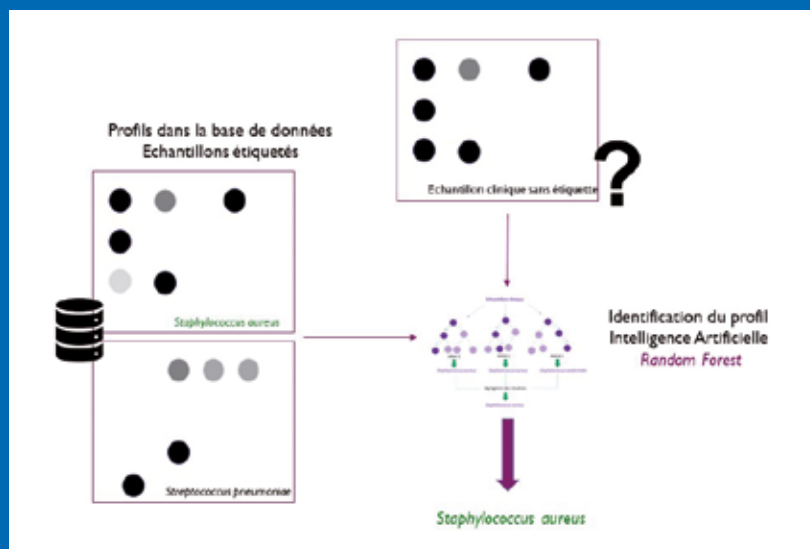 Profils dans la base de données
Echantillons étiquetés
Staphylococcus aureus
Streptococcus pneumoniae
Echantillon clinique sans étiquette
?
Identification du profil
Intelligence Artificielle
Random Forest
Staphylococcus aureus